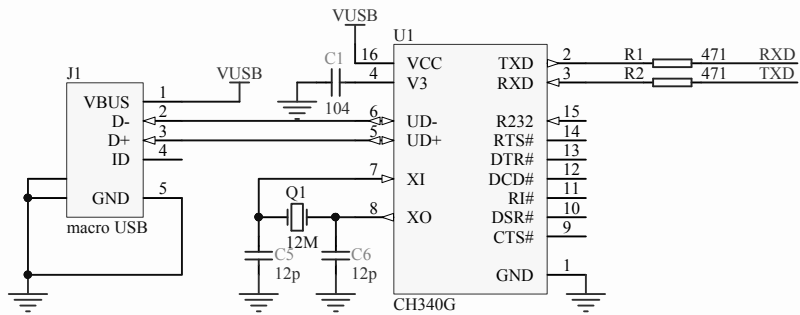 VUSB
U1
16 VCC TXD 2 R1 471 RXD
C1
4 V3 RXD 3 R2 471 TXD
104
J1
VUSB
VBUS 1
D- 2
D+ 3
ID 4
GND 5
macro USB
6 UD- R232 15
5 UD+ RTS# 14
DTR# 13
7 XI DCD# 12
RI# 11
Q1
8 XO DSR# 10
12M
CTS# 9
C5
12p
C6
12p
GND 1
CH340G